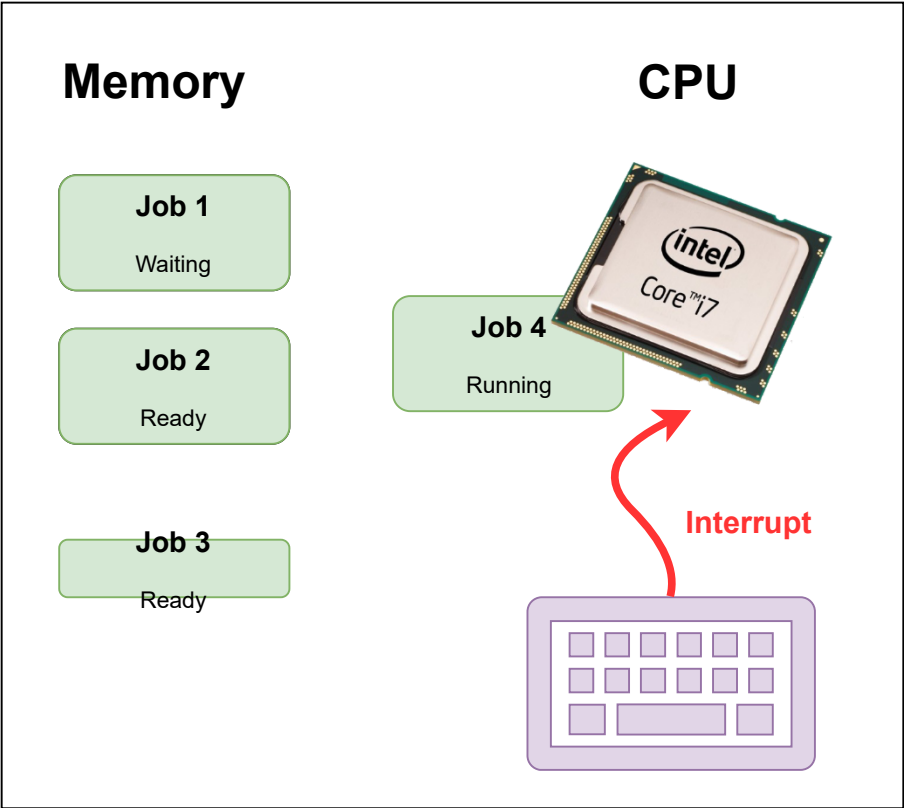 Memory
CPU
Job 1
Waiting
Job 2
Ready
Job 3
Ready
Job 4
Running
intel
Core™i7
Interrupt